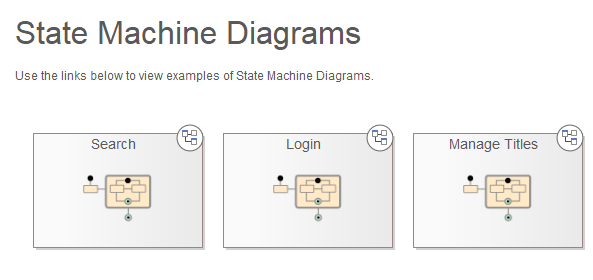 State Machine Diagrams
Use the links below to view examples of State Machine Diagrams.
Search
Login
Manage Titles